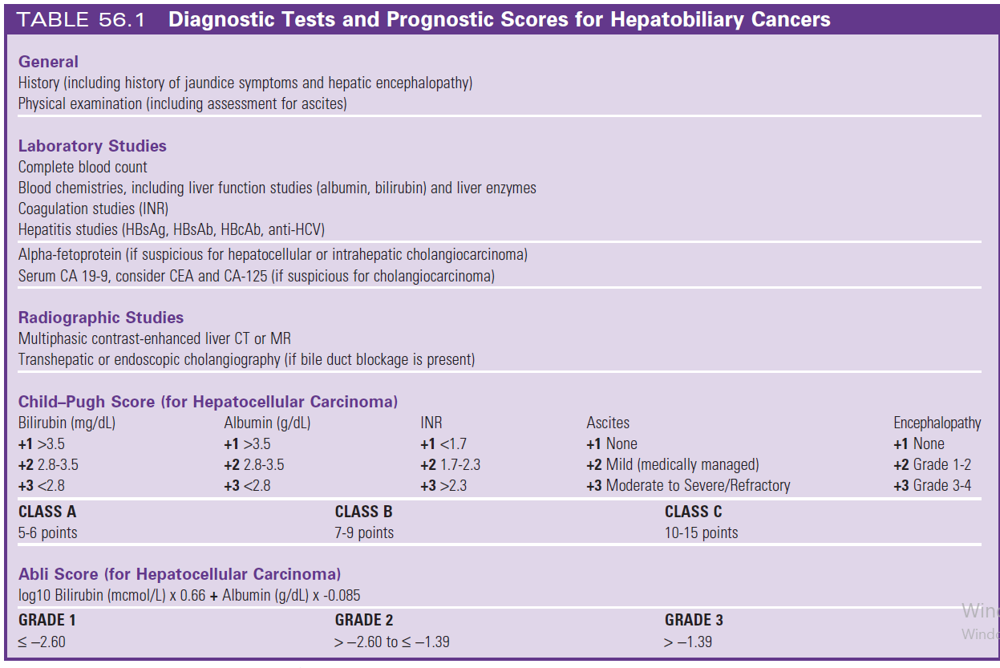 TABLE 56.1 Diagnostic Tests and Prognostic Scores for Hepatobiliary Cancers
General
History (including history of jaundice symptoms and hepatic encephalopathy)
Physical examination (including assessment for ascites)
Laboratory Studies
Complete blood count
Blood chemistries, including liver function studies (albumin, bilirubin) and liver enzymes
Coagulation studies (INR)
Hepatitis studies (HBsAg, HBsAb, HBcAb, anti-HCV)
Alpha-fetoprotein (if suspicious for hepatocellular or intrahepatic cholangiocarcinoma)
Serum CA 19-9, consider CEA and CA-125 (if suspicious for cholangiocarcinoma)
Radiographic Studies
Multiphasic contrast-enhanced liver CT or MR
Transhepatic or endoscopic cholangiography (if bile duct blockage is present)
Child–Pugh Score (for Hepatocellular Carcinoma)
Bilirubin (mg/dL) Albumin (g/dL) INR Ascites Encephalopathy
+1 >3.5 +1 >3.5 +1 <1.7 +1 None +1 None
+2 2.8-3.5 +2 2.8-3.5 +2 1.7-2.3 +2 Mild (medically managed) +2 Grade 1-2
+3 <2.8 +3 <2.8 +3 >2.3 +3 Moderate to Severe/Refractory +3 Grade 3-4
CLASS A CLASS B CLASS C
5-6 points 7-9 points 10-15 points
Abli Score (for Hepatocellular Carcinoma)
log10 Bilirubin (mcmol/L) x 0.66 + Albumin (g/dL) x -0.085
GRADE 1 GRADE 2 GRADE 3
≤ –2.60 > –2.60 to ≤ –1.39 > –1.39